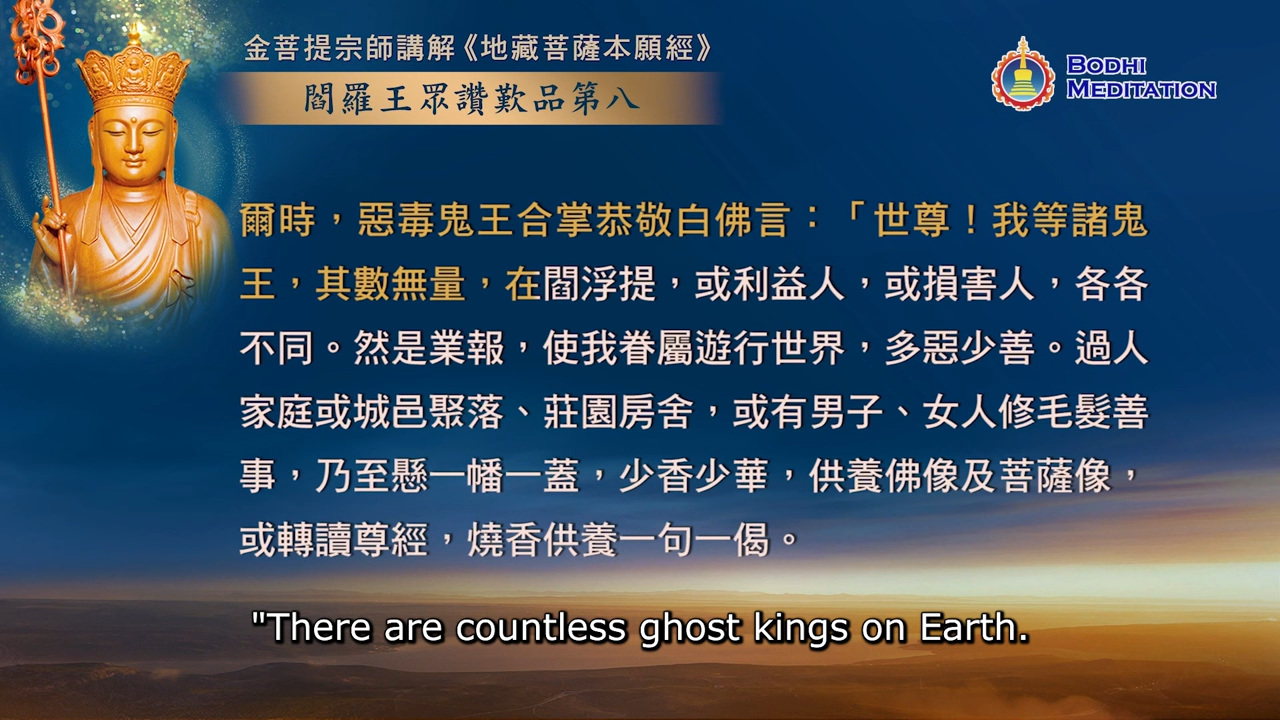 金菩提宗師講解《地藏菩薩本願經》
閻羅王眾讚歎品第八
BODHI
MEDITATION
爾時，惡毒鬼王合掌恭敬白佛言：「世尊！我等諸鬼
王，其數無量，在閻浮提，或利益人，或損害人，各各
不同。然是業報，使我眷屬遊行世界，多惡少善。過人
家庭或城邑聚落、莊園房舍，或有男子、女人修毛髮善
事，乃至懸一幡一蓋，少香少華，供養佛像及菩薩像，
或轉讀尊經，燒香供養一句一偈。
"There are countless ghost kings on Earth.